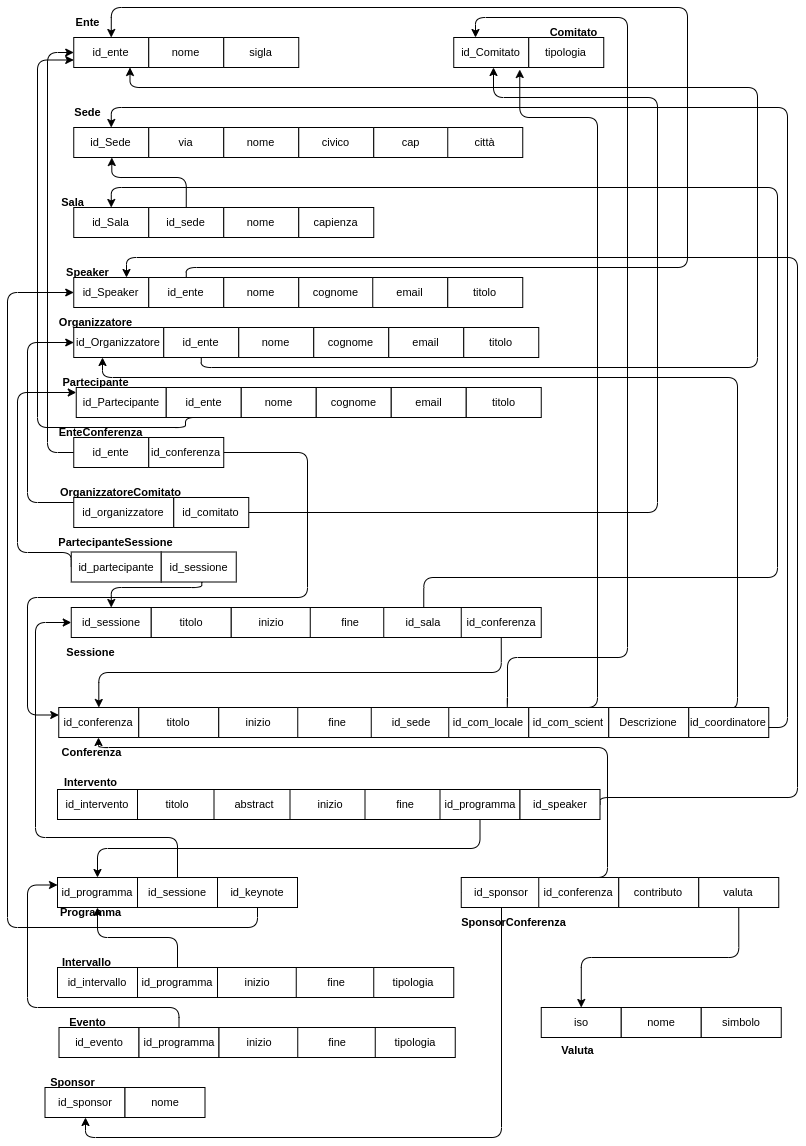 Ente
id_ente nome sigla
Comitato
id_Comitato tipologia
Sede
id_Sede via nome civico cap città
Sala
id_Sala id_sede nome capienza
Speaker
id_Speaker id_ente nome cognome email titolo
Organizzatore
id_Organizzatore id_ente nome cognome email titolo
Partecipante
id_Partecipante id_ente nome cognome email titolo
EnteConferenza
id_ente id_conferenza
OrganizzatoreComitato
id_organizzatore id_comitato
PartecipanteSessione
id_partecipante id_sessione
id_sessione titolo inizio fine id_sala id_conferenza
Sessione
id_conferenza titolo inizio fine id_sede id_com_locale id_com_scient Descrizione id_coordinatore
Conferenza
Intervento
id_intervento titolo abstract inizio fine id_programma id_speaker
id_programma id_sessione id_keynote
Programma
id_sponsor id_conferenza contributo valuta
SponsorConferenza
Intervallo
id_intervallo id_programma inizio fine tipologia
Evento
id_evento id_programma inizio fine tipologia
iso nome simbolo
Valuta
Sponsor
id_sponsor nome